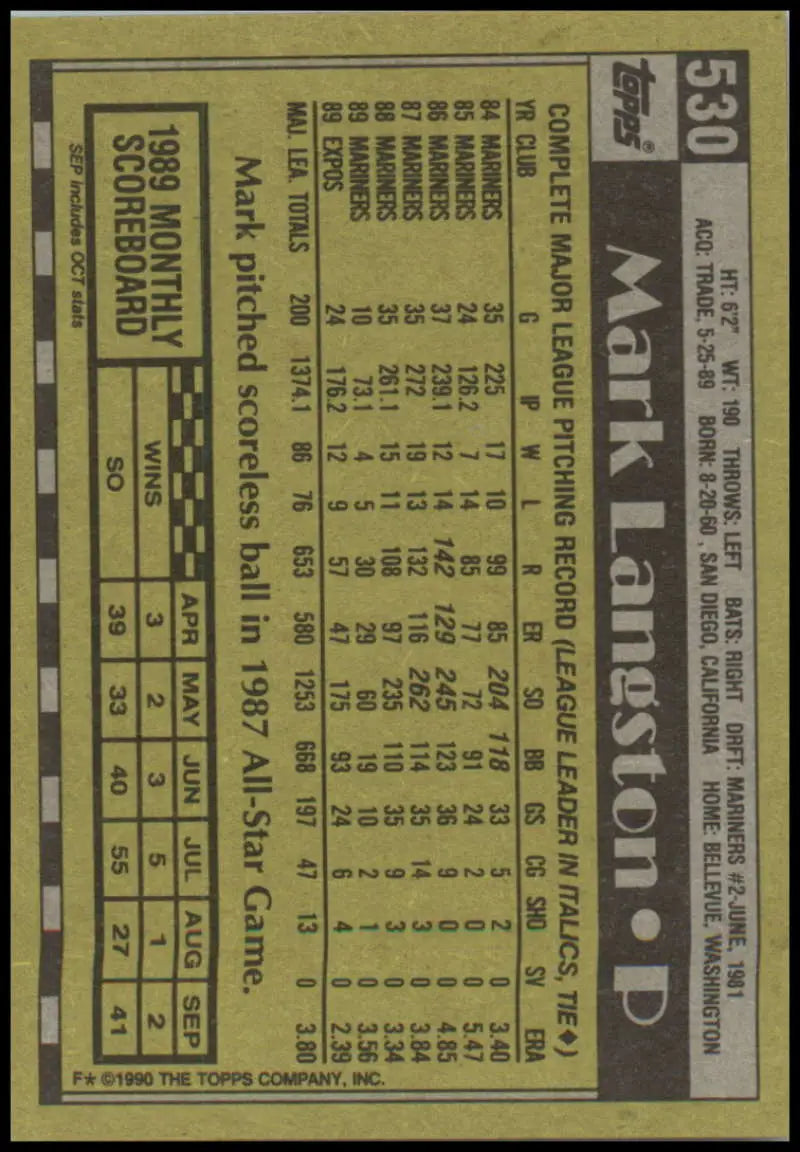 530
HT: 6'2" WT: 190 THROWS: LEFT BATS: RIGHT DRFT: MARINERS #2-JUNE, 1981
ACQ: TRADE, 5-25-89 BORN: 8-20-60 , SAN DIEGO, CALIFORNIA HOME: BELLEVUE, WASHINGTON
Topps® Mark Langston • P
COMPLETE MAJOR LEAGUE PITCHING RECORD (LEAGUE LEADER IN ITALICS, TIE◆)
YR CLUB G IP W L R ER SO BB GS CG SHO SV ERA
84 MARINERS 35 225 17 10 99 85 204 118 33 5 2 0 3.40
85 MARINERS 24 126.2 7 14 85 77 72 91 24 2 0 0 5.47
86 MARINERS 37 239.1 12 14 142 129 245 123 36 9 0 0 4.85
87 MARINERS 35 272 19 13 132 116 262 114 35 14 3 0 3.84
88 MARINERS 35 261.1 15 11 108 97 235 110 35 9 3 0 3.34
89 MARINERS 10 73.1 4 5 30 29 60 19 10 2 1 0 3.56
89 EXPOS 24 176.2 12 9 57 47 175 93 24 6 4 0 2.39
MAJ. LEA. TOTALS 200 1374.1 86 76 653 580 1253 668 197 47 13 0 3.80
Mark pitched scoreless ball in 1987 All-Star Game.
1989 MONTHLY
SCOREBOARD
APR MAY JUN JUL AUG SEP
WINS 3 2 3 5 1 2
SO 39 33 40 55 27 41
SEP includes OCT stats
F* ©1990 THE TOPPS COMPANY, INC.